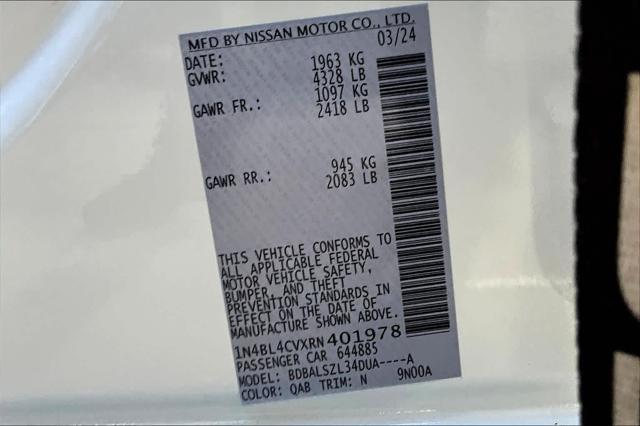 MFD BY NISSAN MOTOR CO., LTD.
DATE: 03/24
GVWR: 1963 KG
4328 LB
GAWR FR.: 1097 KG
2418 LB
GAWR RR.: 945 KG
2083 LB
THIS VEHICLE CONFORMS TO
ALL APPLICABLE FEDERAL
MOTOR VEHICLE SAFETY,
BUMPER, AND THEFT
PREVENTION STANDARDS IN
EFFECT ON THE DATE OF
MANUFACTURE SHOWN ABOVE.
1N4BL4CVXRN401978
PASSENGER CAR 644885
MODEL: BDBALSZL34DUA----A
COLOR: QAB TRIM: N 9N00A